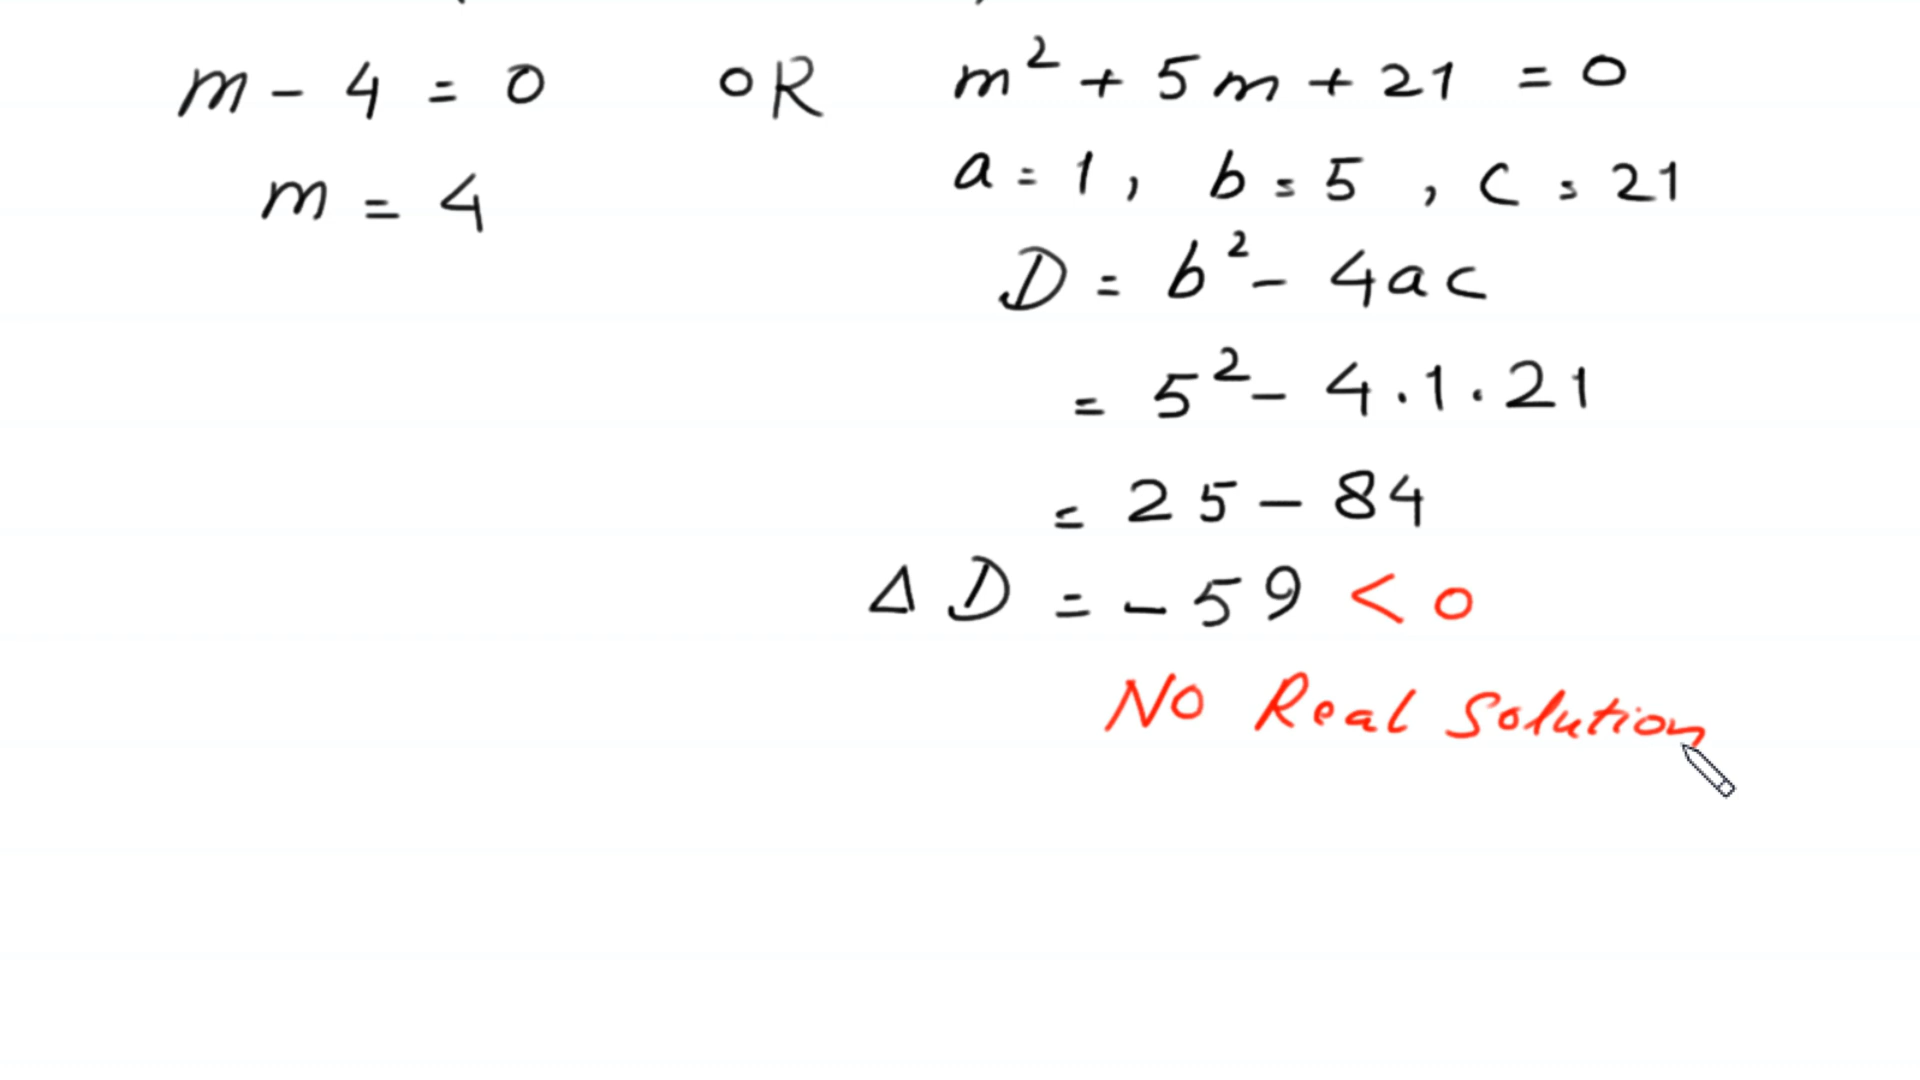 m - 4 = 0 OR m² + 5m + 21 = 0
m = 4 a = 1, b = 5, c = 21
D = b² - 4ac
= 5² - 4.1.21
= 25 - 84
Δ D = - 59 < 0
No Real Solution